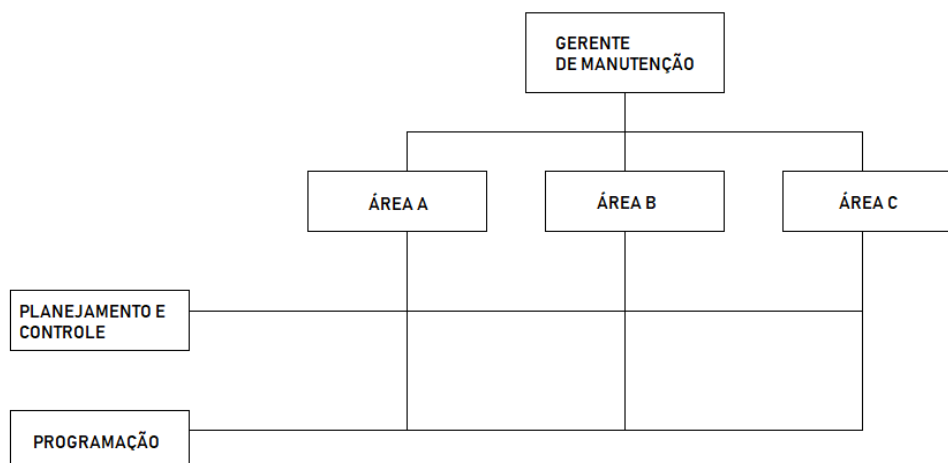 GERENTE
DE MANUTENÇÃO
ÁREA A
ÁREA B
ÁREA C
PLANEJAMENTO E
CONTROLE
PROGRAMAÇÃO